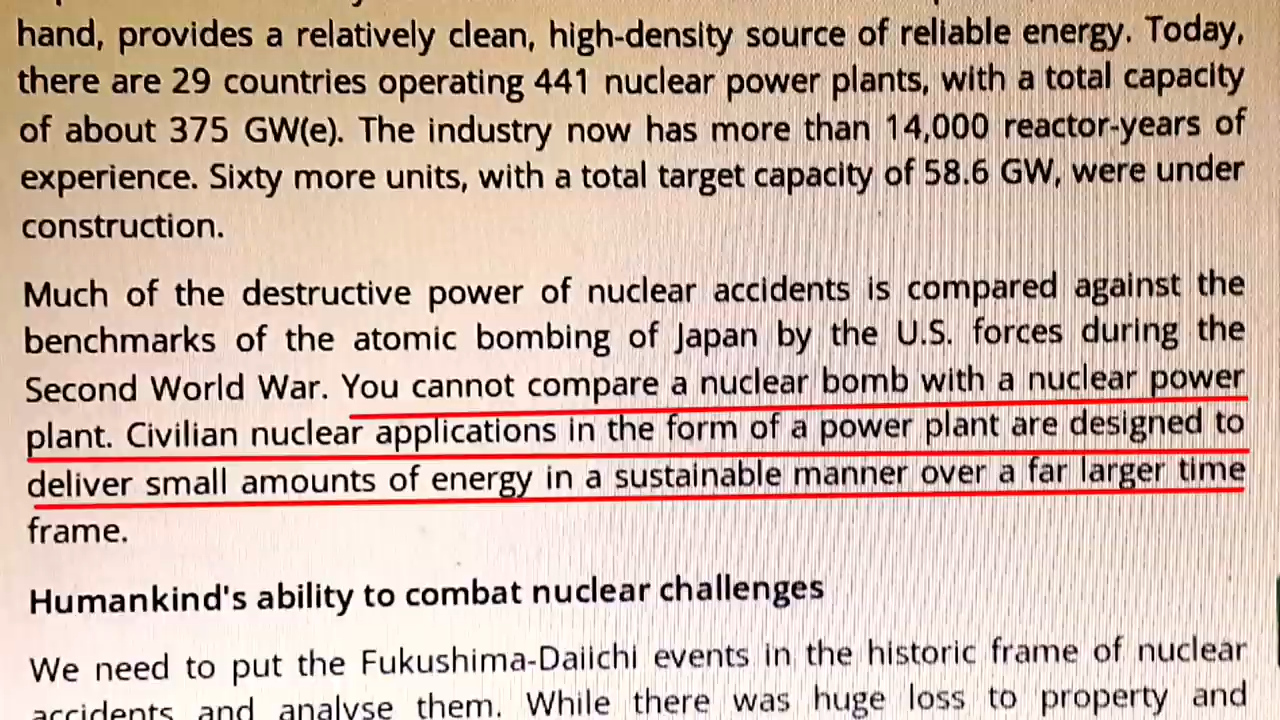 hand, provides a relatively clean, high-density source of reliable energy. Today,
there are 29 countries operating 441 nuclear power plants, with a total capacity
of about 375 GW(e). The industry now has more than 14,000 reactor-years of
experience. Sixty more units, with a total target capacity of 58.6 GW, were under
construction.
Much of the destructive power of nuclear accidents is compared against the
benchmarks of the atomic bombing of Japan by the U.S. forces during the
Second World War. You cannot compare a nuclear bomb with a nuclear power
plant. Civilian nuclear applications in the form of a power plant are designed to
deliver small amounts of energy in a sustainable manner over a far larger time
frame.
Humankind's ability to combat nuclear challenges
We need to put the Fukushima-Daiichi events in the historic frame of nuclear
accidents and analyse them. While there was huge loss to property and